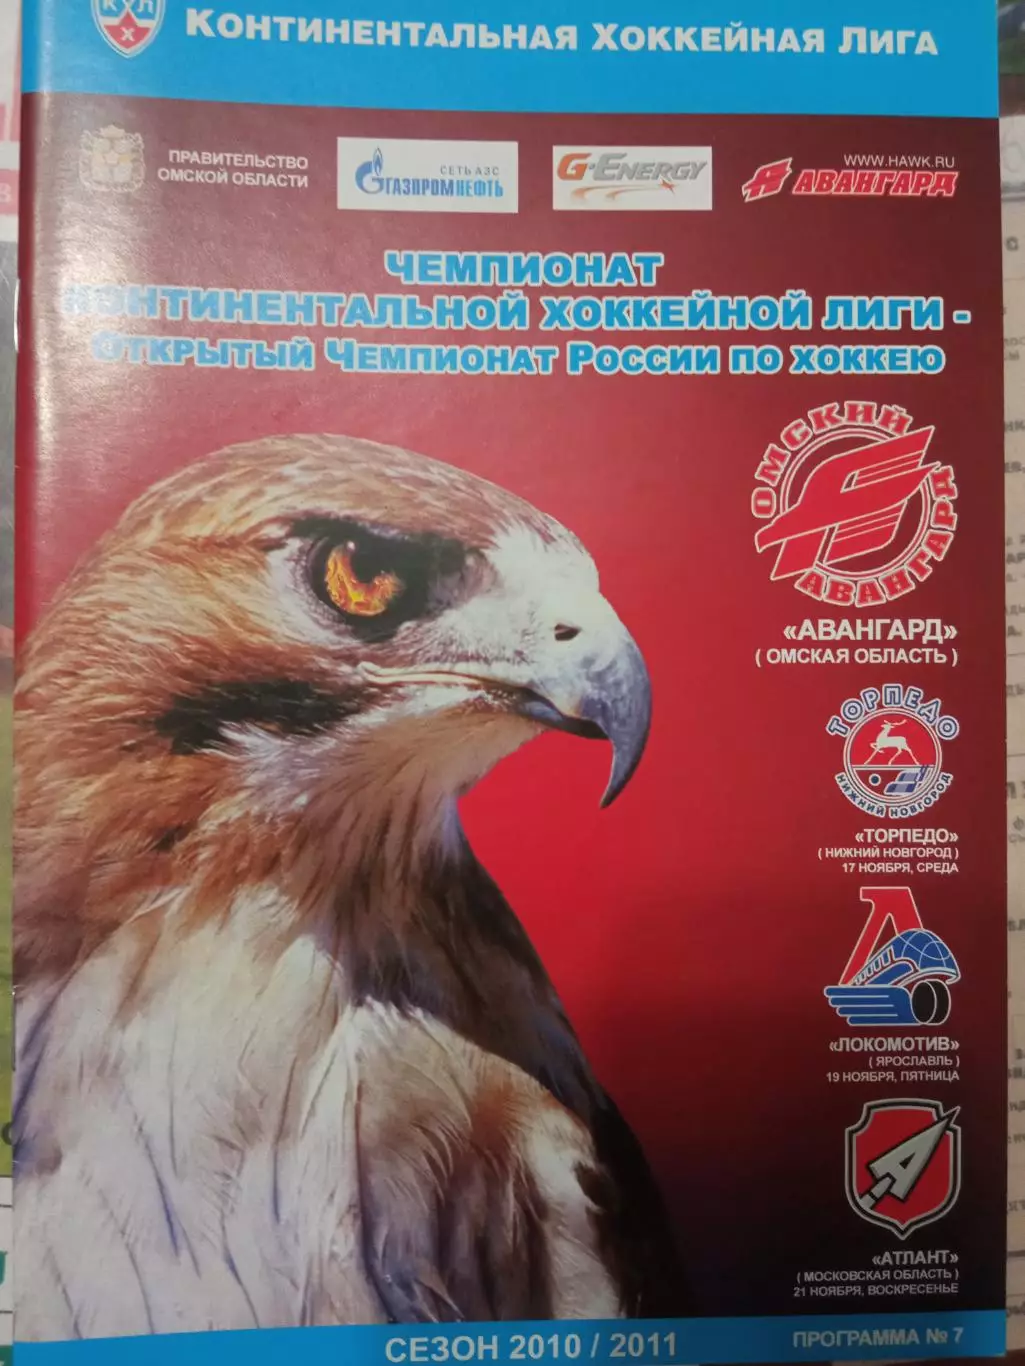 КХЛ
КОНТИНЕНТАЛЬНАЯ ХОККЕЙНАЯ ЛИГА
ПРАВИТЕЛЬСТВО
ОМСКОЙ ОБЛАСТИ
СЕТЬ АЗС
ГАЗПРОМНЕФТЬ
G-ENERGY
WWW.HAWK.RU
АВАНГАРД
ЧЕМПИОНАТ
КОНТИНЕНТАЛЬНОЙ ХОККЕЙНОЙ ЛИГИ -
ОТКРЫТЫЙ ЧЕМПИОНАТ РОССИИ ПО ХОККЕЮ
ОМСКИЙ
АВАНГАРД
«АВАНГАРД»
( ОМСКАЯ ОБЛАСТЬ )
ТОРПЕДО
НИЖНИЙ НОВГОРОД
«ТОРПЕДО»
( НИЖНИЙ НОВГОРОД )
17 НОЯБРЯ, СРЕДА
«ЛОКОМОТИВ»
( ЯРОСЛАВЛЬ )
19 НОЯБРЯ, ПЯТНИЦА
«АТЛАНТ»
( МОСКОВСКАЯ ОБЛАСТЬ )
21 НОЯБРЯ, ВОСКРЕСЕНЬЕ
СЕЗОН 2010 / 2011
ПРОГРАММА № 7